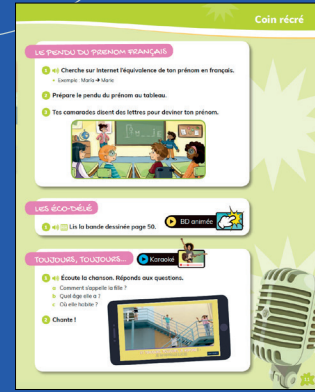 Coin récré
LE PENDU DU PRÉNOM FRANÇAIS
1 Cherche sur Internet l'équivalence de ton prénom en français.
Exemple : Maria → Marie
2 Prépare le pendu du prénom au tableau.
3 Tes camarades disent des lettres pour deviner ton prénom.
LES ÉCO-DÉLÉ
1 Lis la bande dessinée page 50.
BD animée
TOUJOURS, TOUJOURS...
Karaoké
1 Écoute la chanson. Réponds aux questions.
a Comment s'appelle la fille ?
b Quel âge elle a ?
c Où elle habite ?
2 Chante !